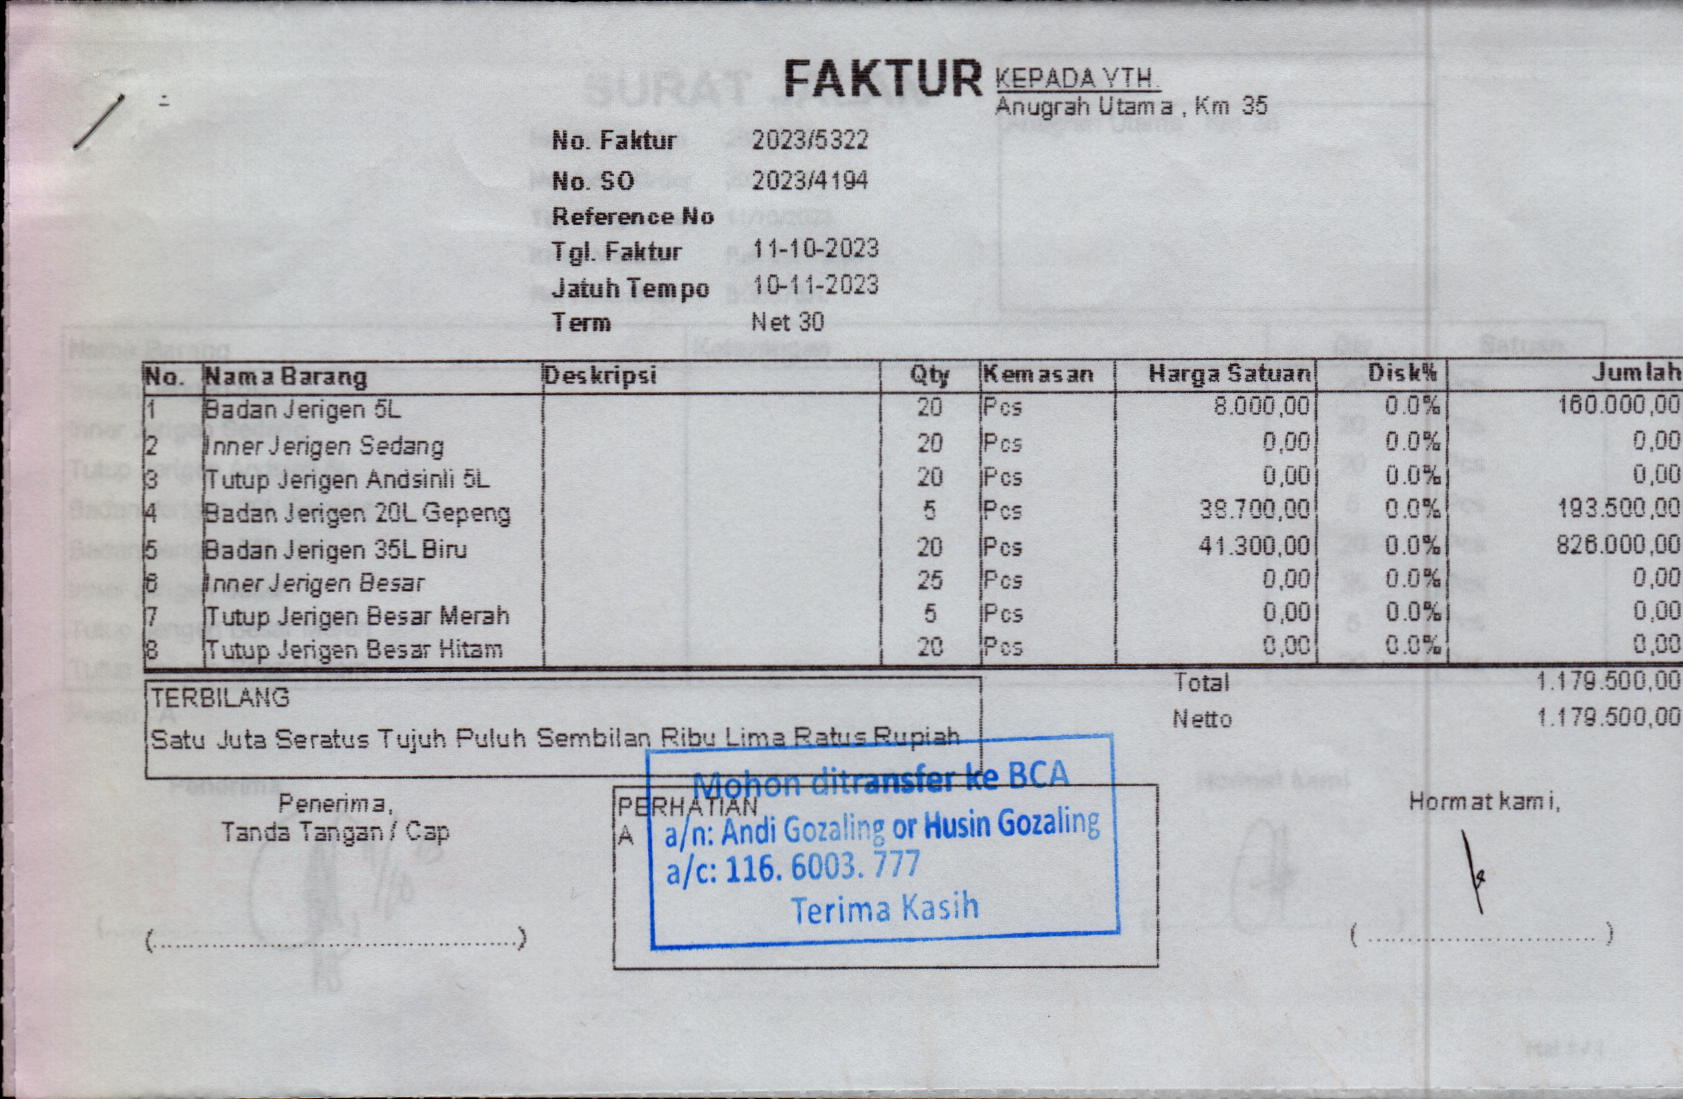 FAKTUR
KEPADA YTH.
Anugrah Utama , Km 35
No. Faktur 2023/5322
No. SO 2023/4194
Reference No
Tgl. Faktur 11-10-2023
Jatuh Tempo 10-11-2023
Term Net 30
No. Nama Barang Deskripsi Qty Kemasan Harga Satuan Disk% Jumlah
1 Badan Jerigen 5L 20 Pcs 8.000,00 0.0% 160.000,00
2 Inner Jerigen Sedang 20 Pcs 0,00 0.0% 0,00
3 Tutup Jerigen Andsinli 5L 20 Pcs 0,00 0.0% 0,00
4 Badan Jerigen 20L Gepeng 5 Pcs 38.700,00 0.0% 193.500,00
5 Badan Jerigen 35L Biru 20 Pcs 41.300,00 0.0% 826.000,00
6 Inner Jerigen Besar 25 Pcs 0,00 0.0% 0,00
7 Tutup Jerigen Besar Merah 5 Pcs 0,00 0.0% 0,00
8 Tutup Jerigen Besar Hitam 20 Pcs 0,00 0.0% 0,00
Total 1.179.500,00
Netto 1.179.500,00
TERBILANG
Satu Juta Seratus Tujuh Puluh Sembilan Ribu Lima Ratus Rupiah
Penerima,
Tanda Tangan / Cap
(............................................)
PERHATIAN
A
Mohon ditransfer ke BCA
a/n: Andi Gozaling or Husin Gozaling
a/c: 116. 6003. 777
Terima Kasih
Hormat kami,
( ............................ )